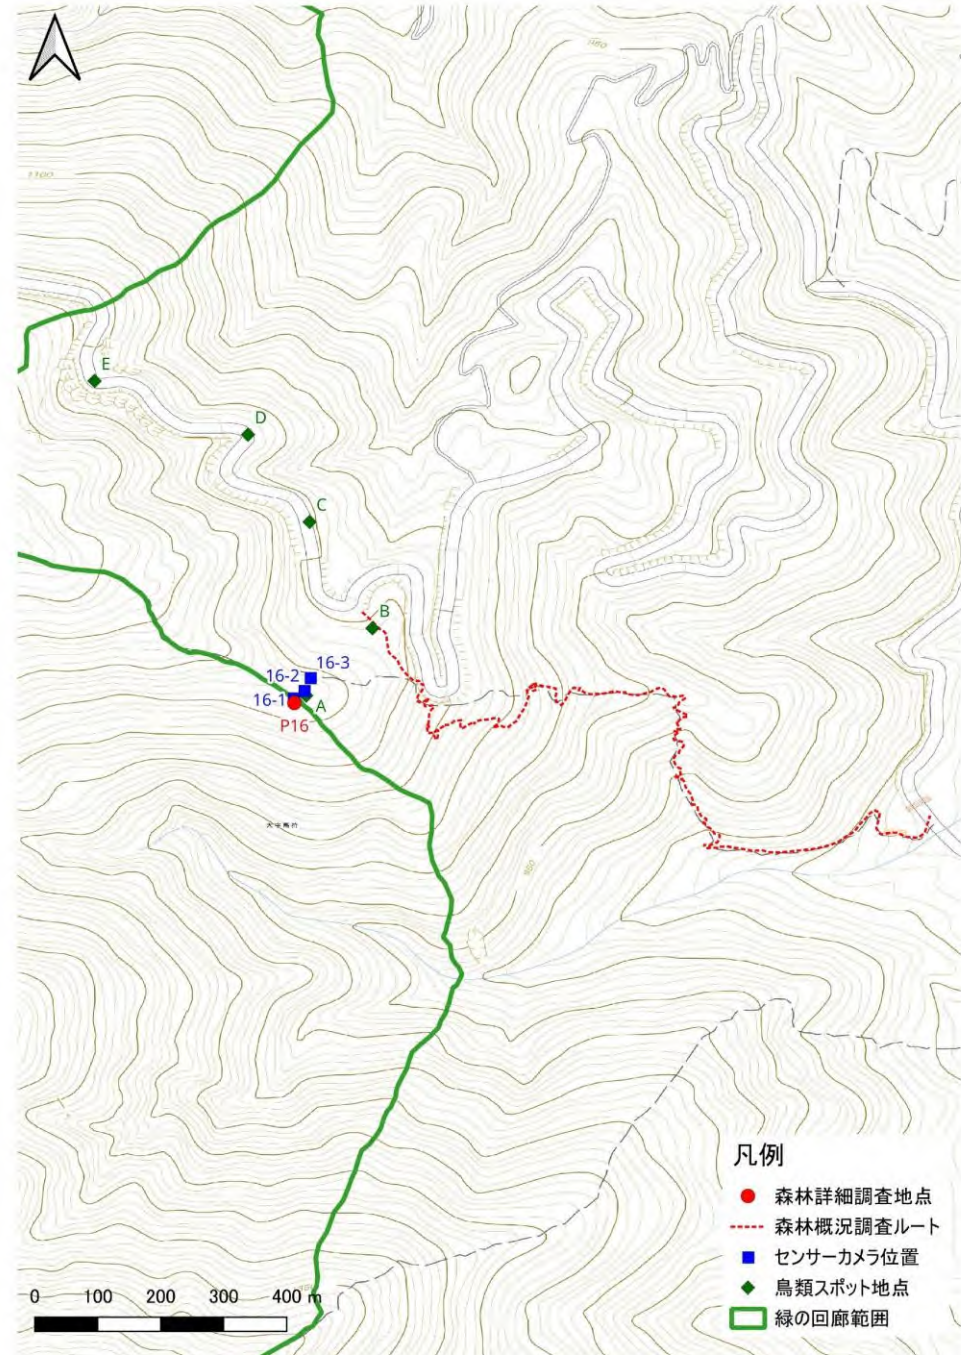 1100
E
D
C
B
16-3
16-2
16-1
A
P16
凡例
森林詳細調査地点
森林概況調査ルート
センサーカメラ位置
鳥類スポット地点
緑の回廊範囲
0 100 200 300 400 m